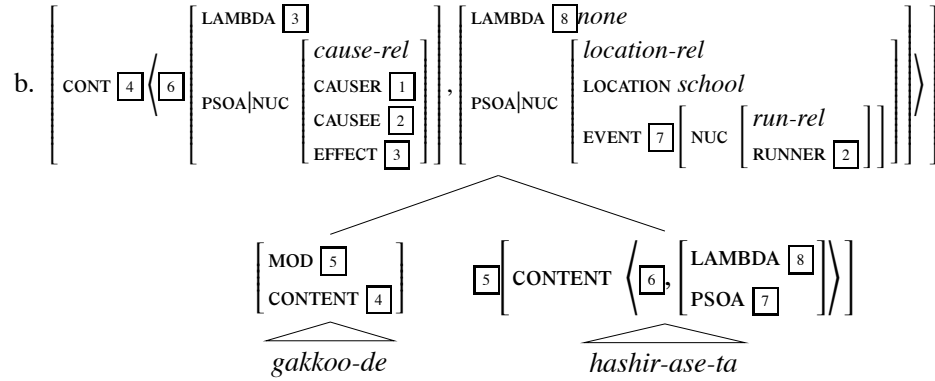 LAMBDA 3 LAMBDA 8 none
cause-rel location-rel
b. CONT 4 〈 6 PSOA|NUC CAUSER 1 , PSOA|NUC LOCATION school 〉
CAUSEE 2 EVENT 7 NUC run-rel
EFFECT 3 RUNNER 2
MOD 5 5 CONTENT 〈 6 , LAMBDA 8 〉
CONTENT 4 PSOA 7
gakkoo-de hashir-ase-ta